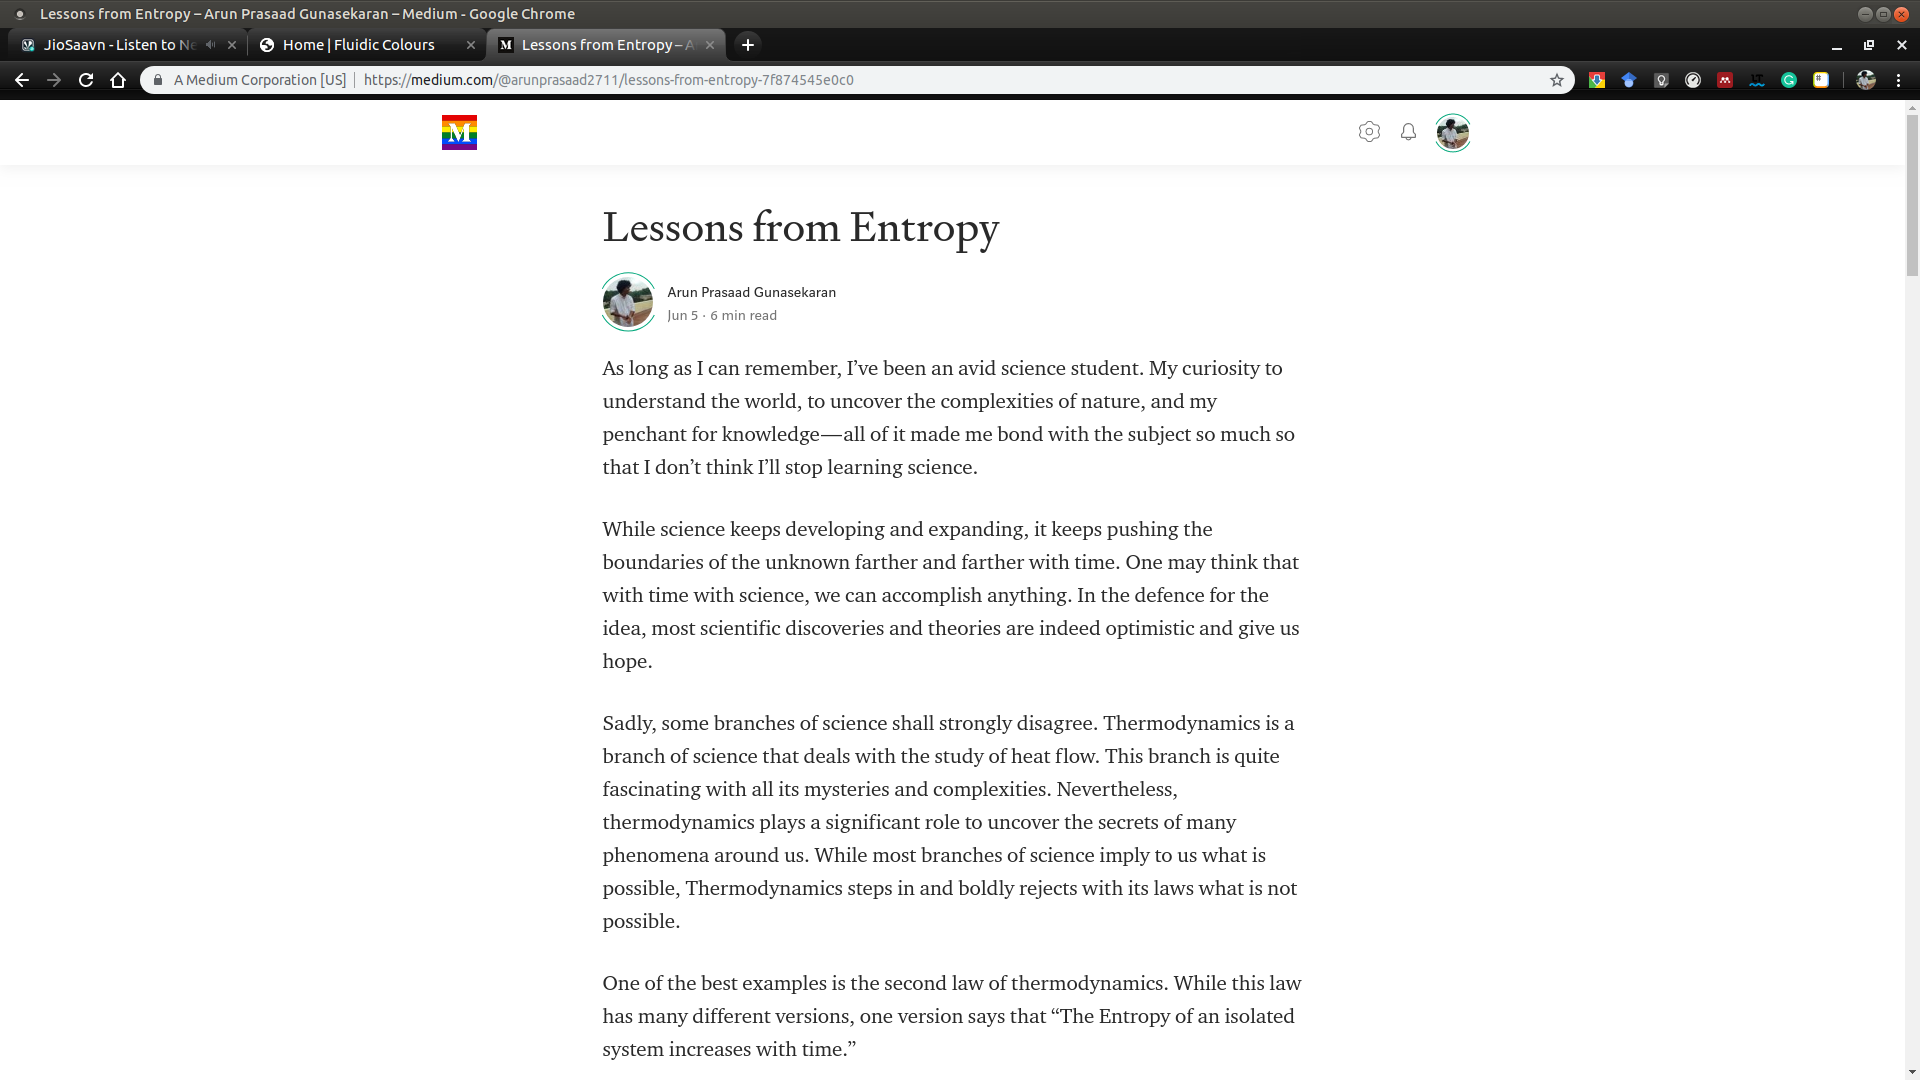 Lessons from Entropy – Arun Prasaad Gunasekaran – Medium - Google Chrome
JioSaavn - Listen to Ne
Home | Fluidic Colours
Lessons from Entropy – A
A Medium Corporation [US] | https://medium.com/@arunprasaad2711/lessons-from-entropy-7f874545e0c0
M
Lessons from Entropy
Arun Prasaad Gunasekaran
Jun 5 · 6 min read
As long as I can remember, I’ve been an avid science student. My curiosity to
understand the world, to uncover the complexities of nature, and my
penchant for knowledge — all of it made me bond with the subject so much so
that I don’t think I’ll stop learning science.
While science keeps developing and expanding, it keeps pushing the
boundaries of the unknown farther and farther with time. One may think that
with time with science, we can accomplish anything. In the defence for the
idea, most scientific discoveries and theories are indeed optimistic and give us
hope.
Sadly, some branches of science shall strongly disagree. Thermodynamics is a
branch of science that deals with the study of heat flow. This branch is quite
fascinating with all its mysteries and complexities. Nevertheless,
thermodynamics plays a significant role to uncover the secrets of many
phenomena around us. While most branches of science imply to us what is
possible, Thermodynamics steps in and boldly rejects with its laws what is not
possible.
One of the best examples is the second law of thermodynamics. While this law
has many different versions, one version says that “The Entropy of an isolated
system increases with time.”